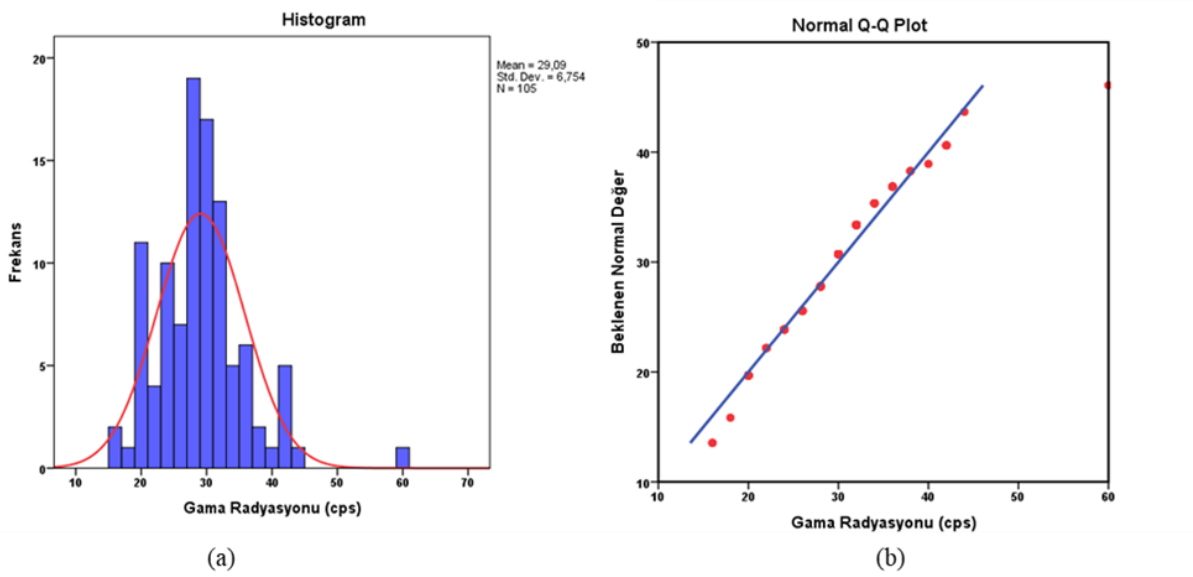 Histogram
Mean = 29,09
Std. Dev. = 6,754
N = 105
Frekans
20
15
10
5
0
10 20 30 40 50 60 70
Gama Radyasyonu (cps)
(a)
Normal Q-Q Plot
Beklenen Normal Değer
50
40
30
20
10
10 20 30 40 50 60
Gama Radyasyonu (cps)
(b)